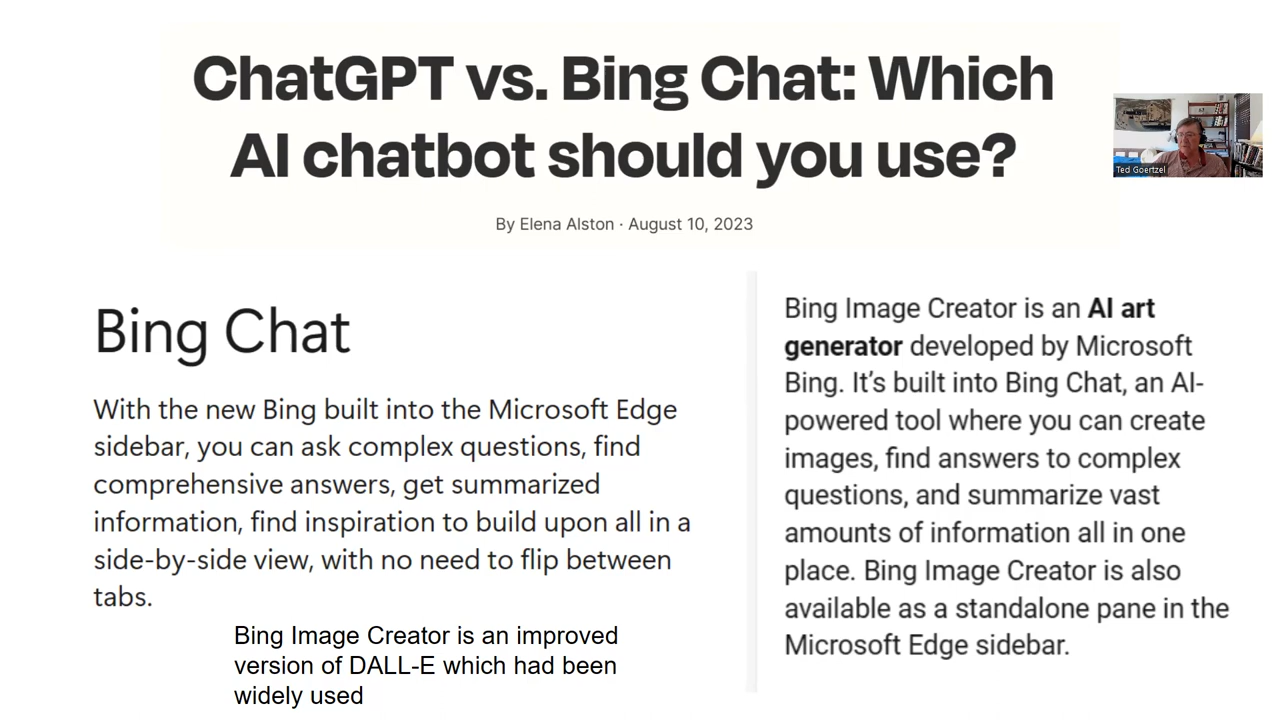 ChatGPT vs. Bing Chat: Which
AI chatbot should you use?
By Elena Alston · August 10, 2023
Ted Goertzel
Bing Chat
With the new Bing built into the Microsoft Edge
sidebar, you can ask complex questions, find
comprehensive answers, get summarized
information, find inspiration to build upon all in a
side-by-side view, with no need to flip between
tabs.
Bing Image Creator is an improved
version of DALL-E which had been
widely used
Bing Image Creator is an AI art
generator developed by Microsoft
Bing. It’s built into Bing Chat, an AI-
powered tool where you can create
images, find answers to complex
questions, and summarize vast
amounts of information all in one
place. Bing Image Creator is also
available as a standalone pane in the
Microsoft Edge sidebar.